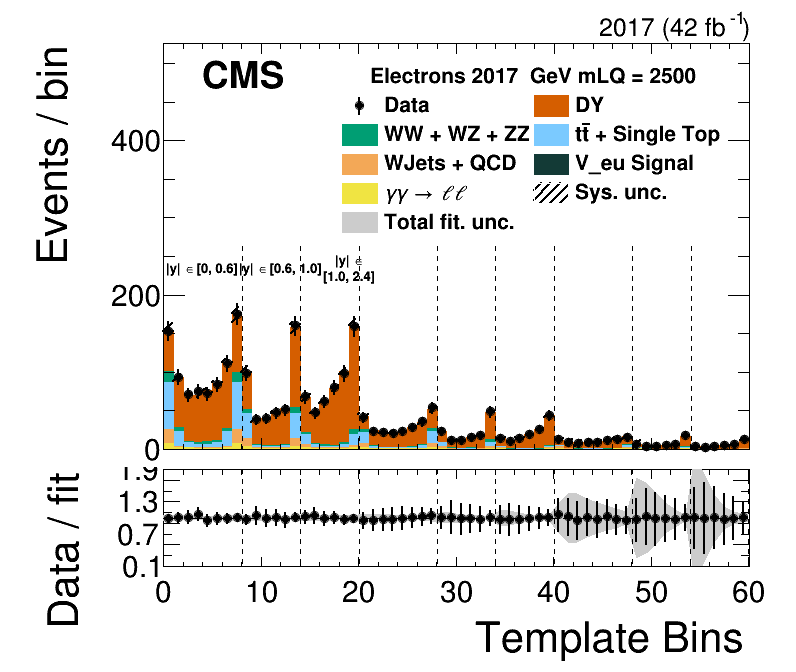 2017 (42 fb⁻¹)
CMS
Electrons 2017 GeV mLQ = 2500
Data
DY
WW + WZ + ZZ
tt̄ + Single Top
WJets + QCD
V_eu Signal
γγ → ℓℓ
Sys. unc.
Total fit. unc.
Events / bin
400
200
0
|y| ∈ [0, 0.6]
|y| ∈ [0.6, 1.0]
|y| ∈
[1.0, 2.4]
Data / fit
1.9
1.3
0.7
0.1
0 10 20 30 40 50 60
Template Bins